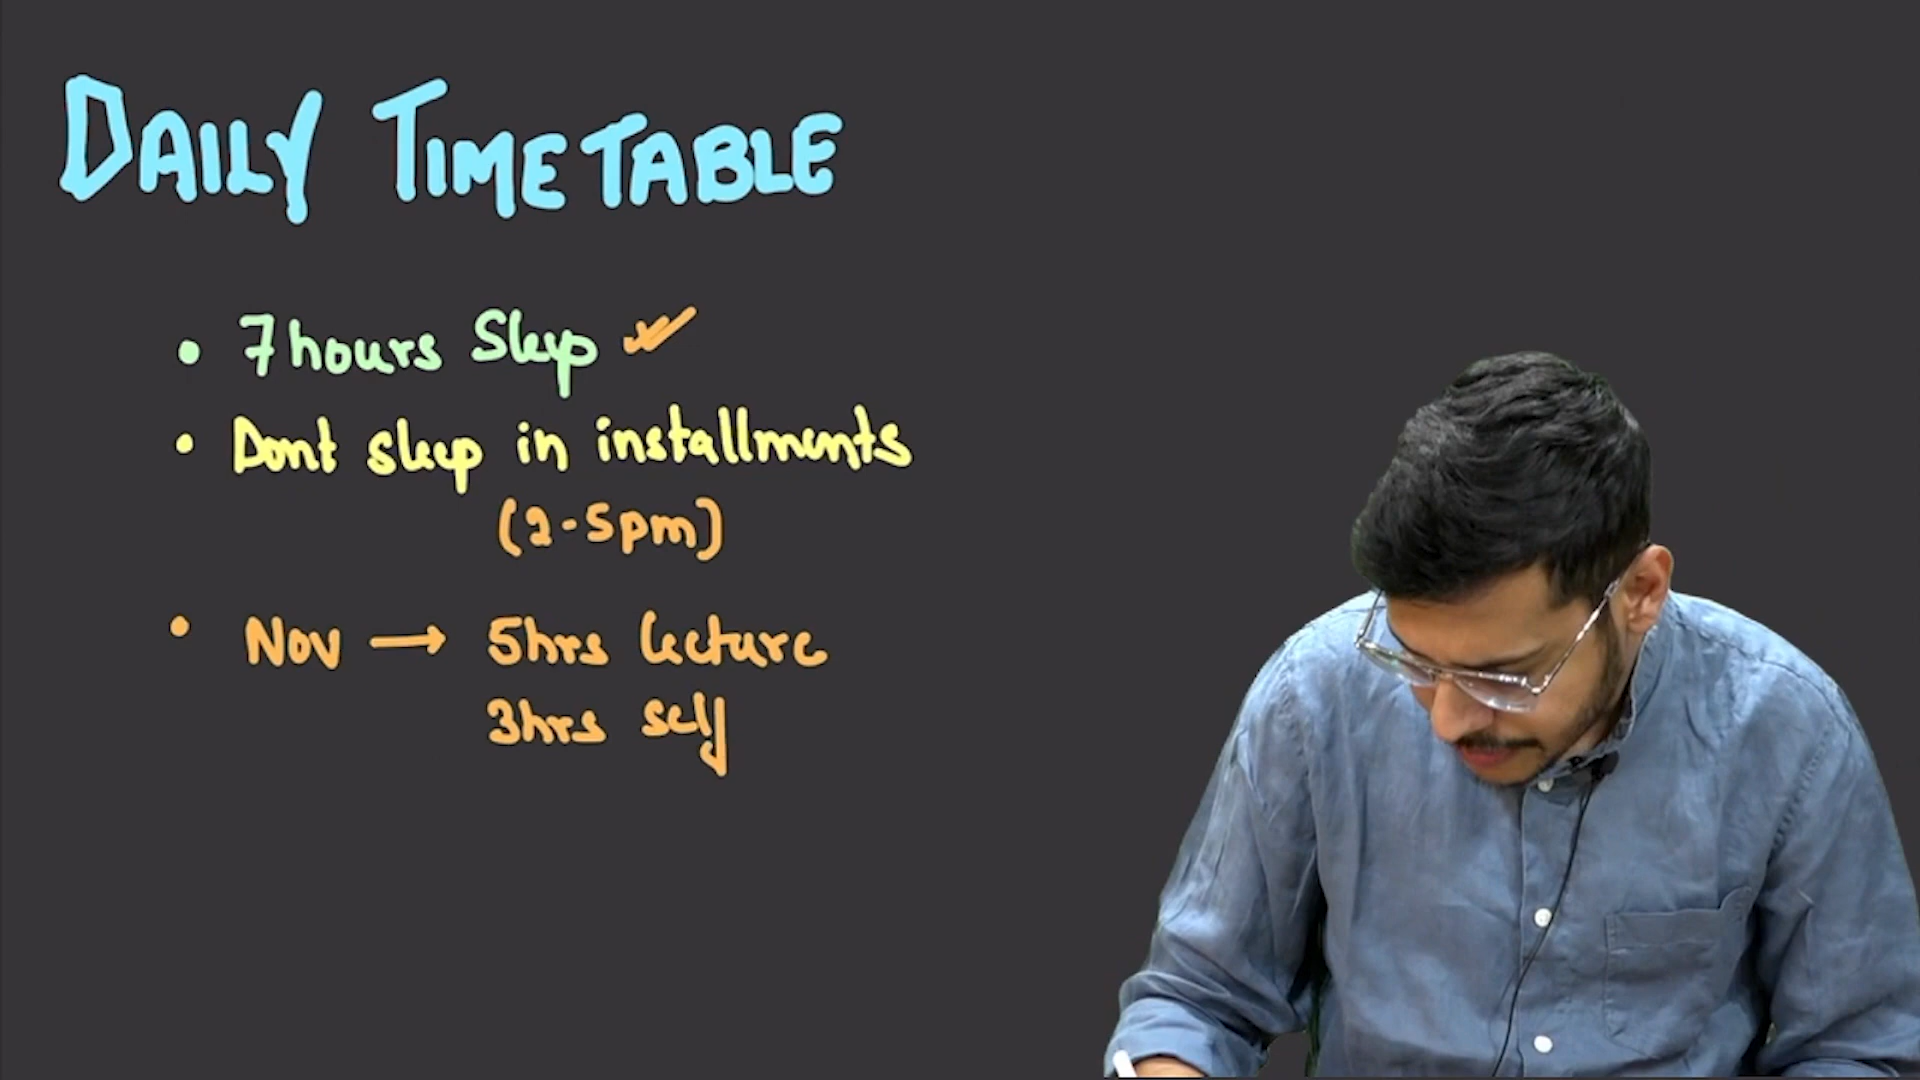 DAILY TIMETABLE
• 7 hours Sleep
• Dont sleep in installments
(2-5pm)
• Nov → 5hrs lecture
3hrs self